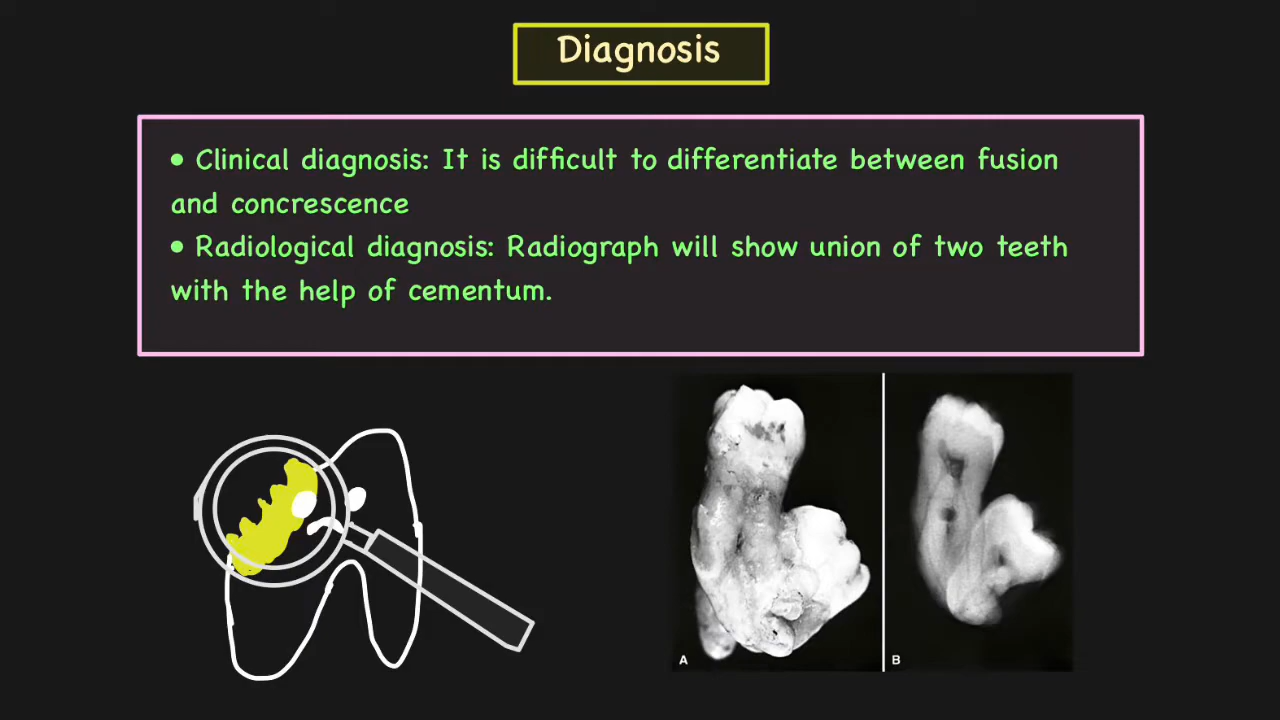 Diagnosis
• Clinical diagnosis: It is difficult to differentiate between fusion
and concrescence
• Radiological diagnosis: Radiograph will show union of two teeth
with the help of cementum.
A
B